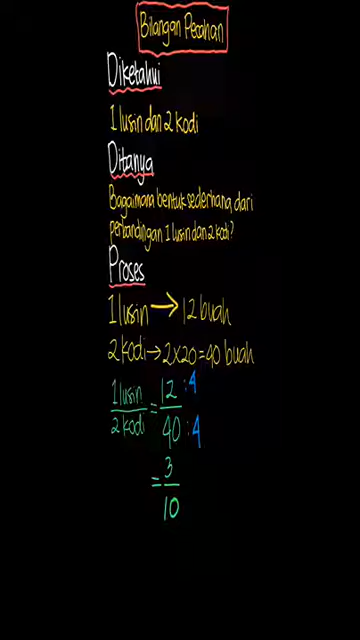 Bilangan Pecahan
Diketahui
1 lusin dan 2 kodi
Ditanya
Bagaimana bentuk sederhana dari
perbandingan 1 lusin dan 2 kodi?
Proses
1 lusin → 12 buah
2 kodi → 2×20=40 buah
1 lusin/2 kodi = 12:4/40:4
= 3/10